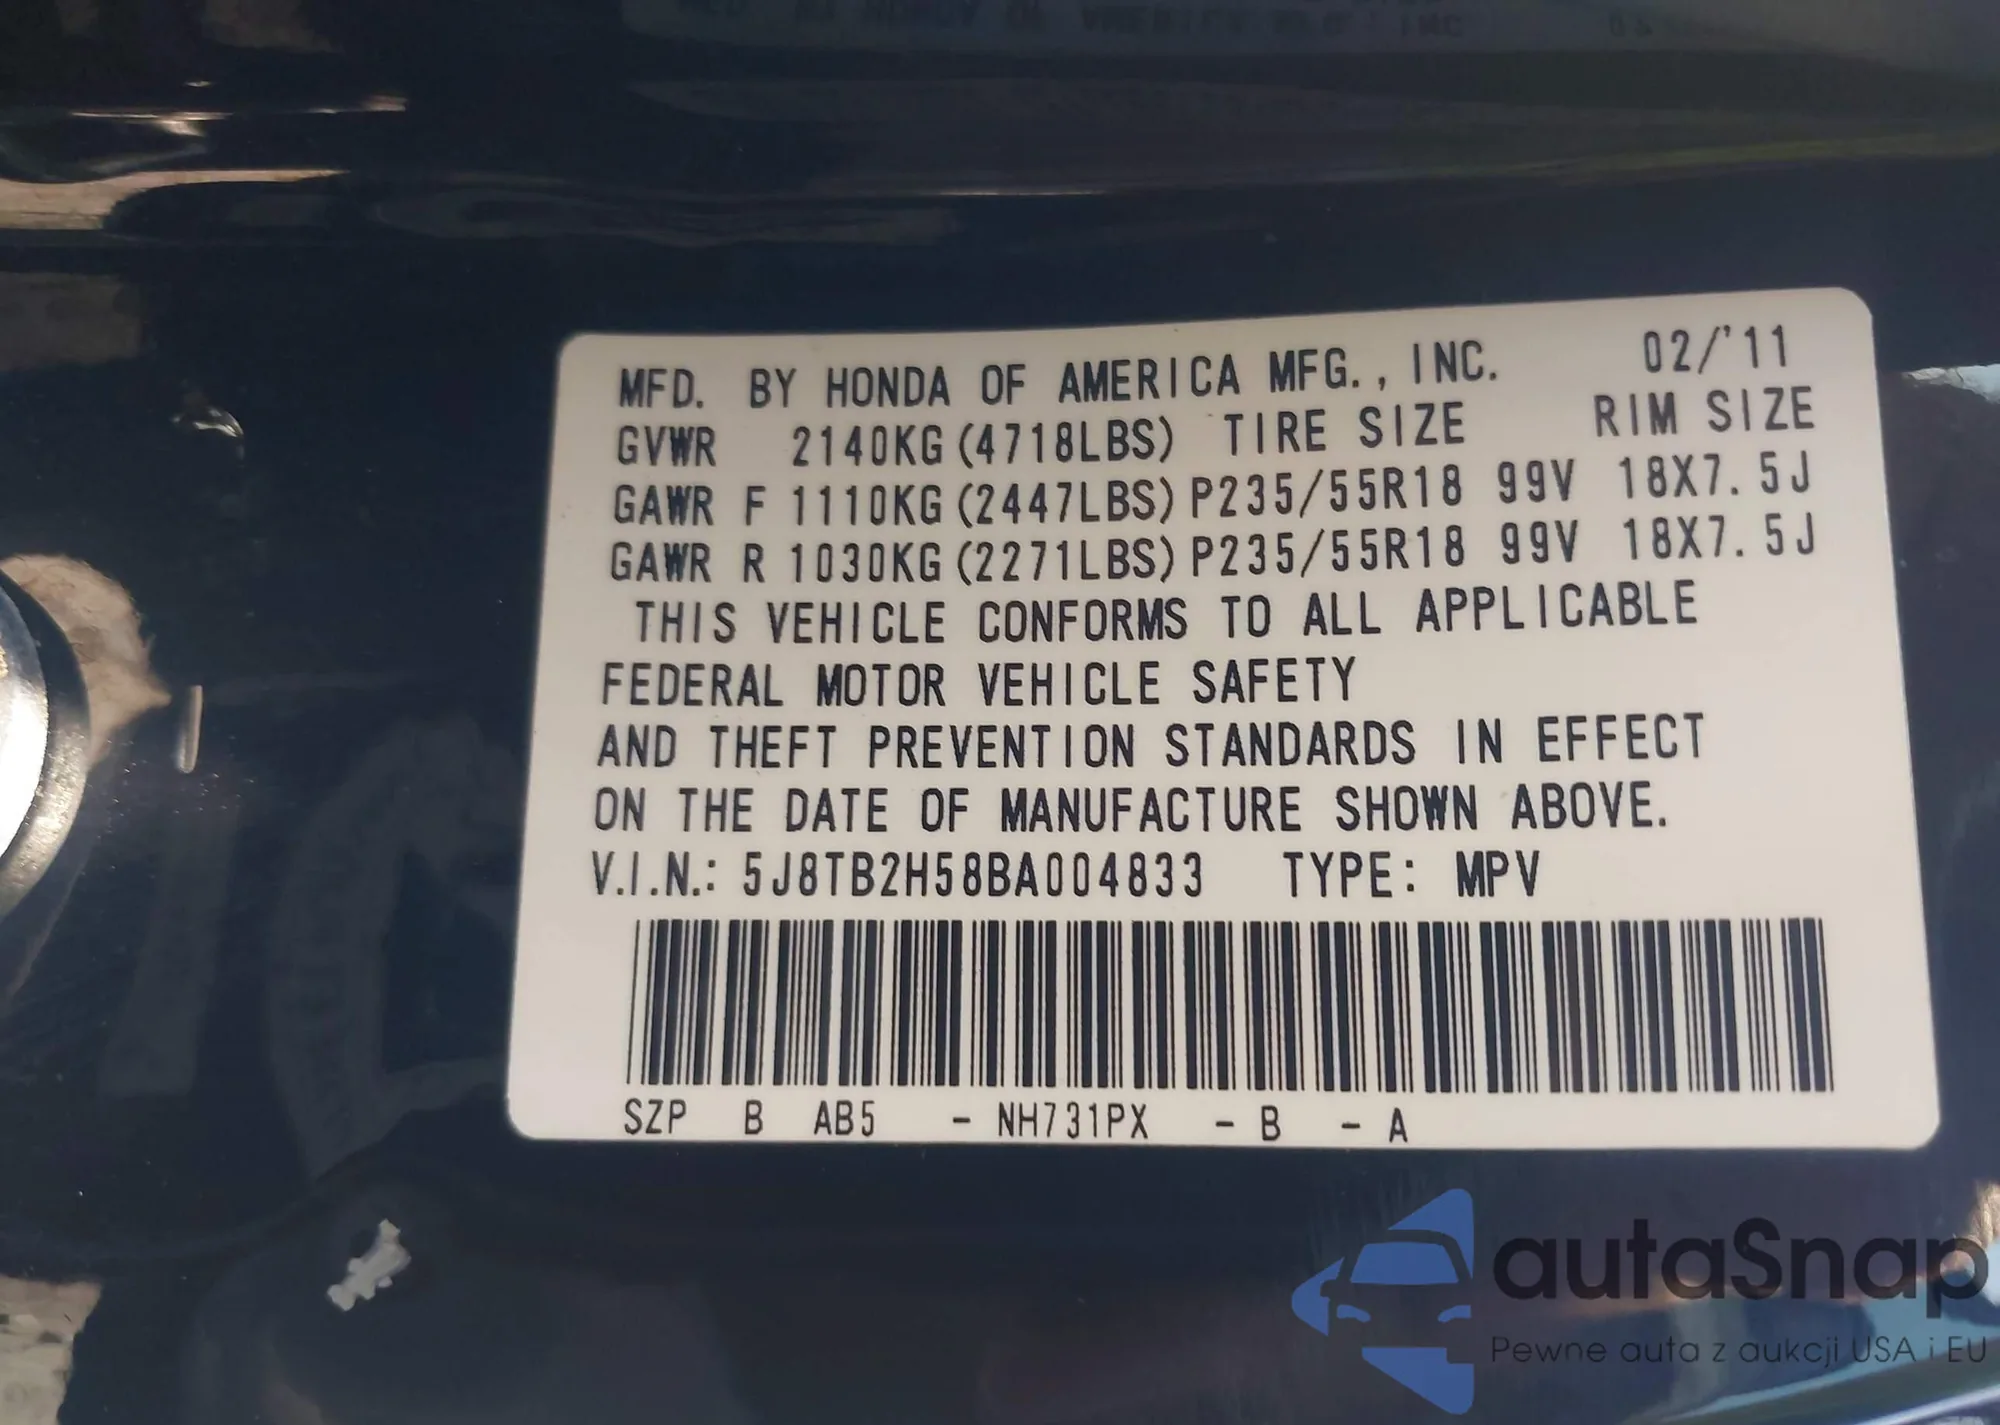 MFD. BY HONDA OF AMERICA MFG., INC. 02/'11
GVWR 2140KG (4718LBS) TIRE SIZE RIM SIZE
GAWR F 1110KG (2447LBS) P235/55R18 99V 18X7.5J
GAWR R 1030KG (2271LBS) P235/55R18 99V 18X7.5J
THIS VEHICLE CONFORMS TO ALL APPLICABLE
FEDERAL MOTOR VEHICLE SAFETY
AND THEFT PREVENTION STANDARDS IN EFFECT
ON THE DATE OF MANUFACTURE SHOWN ABOVE.
V.I.N.: 5J8TB2H58BA004833 TYPE: MPV
SZP B AB5 - NH731PX - B - A
autaSnap
Pewne auta z aukcji USA i EU